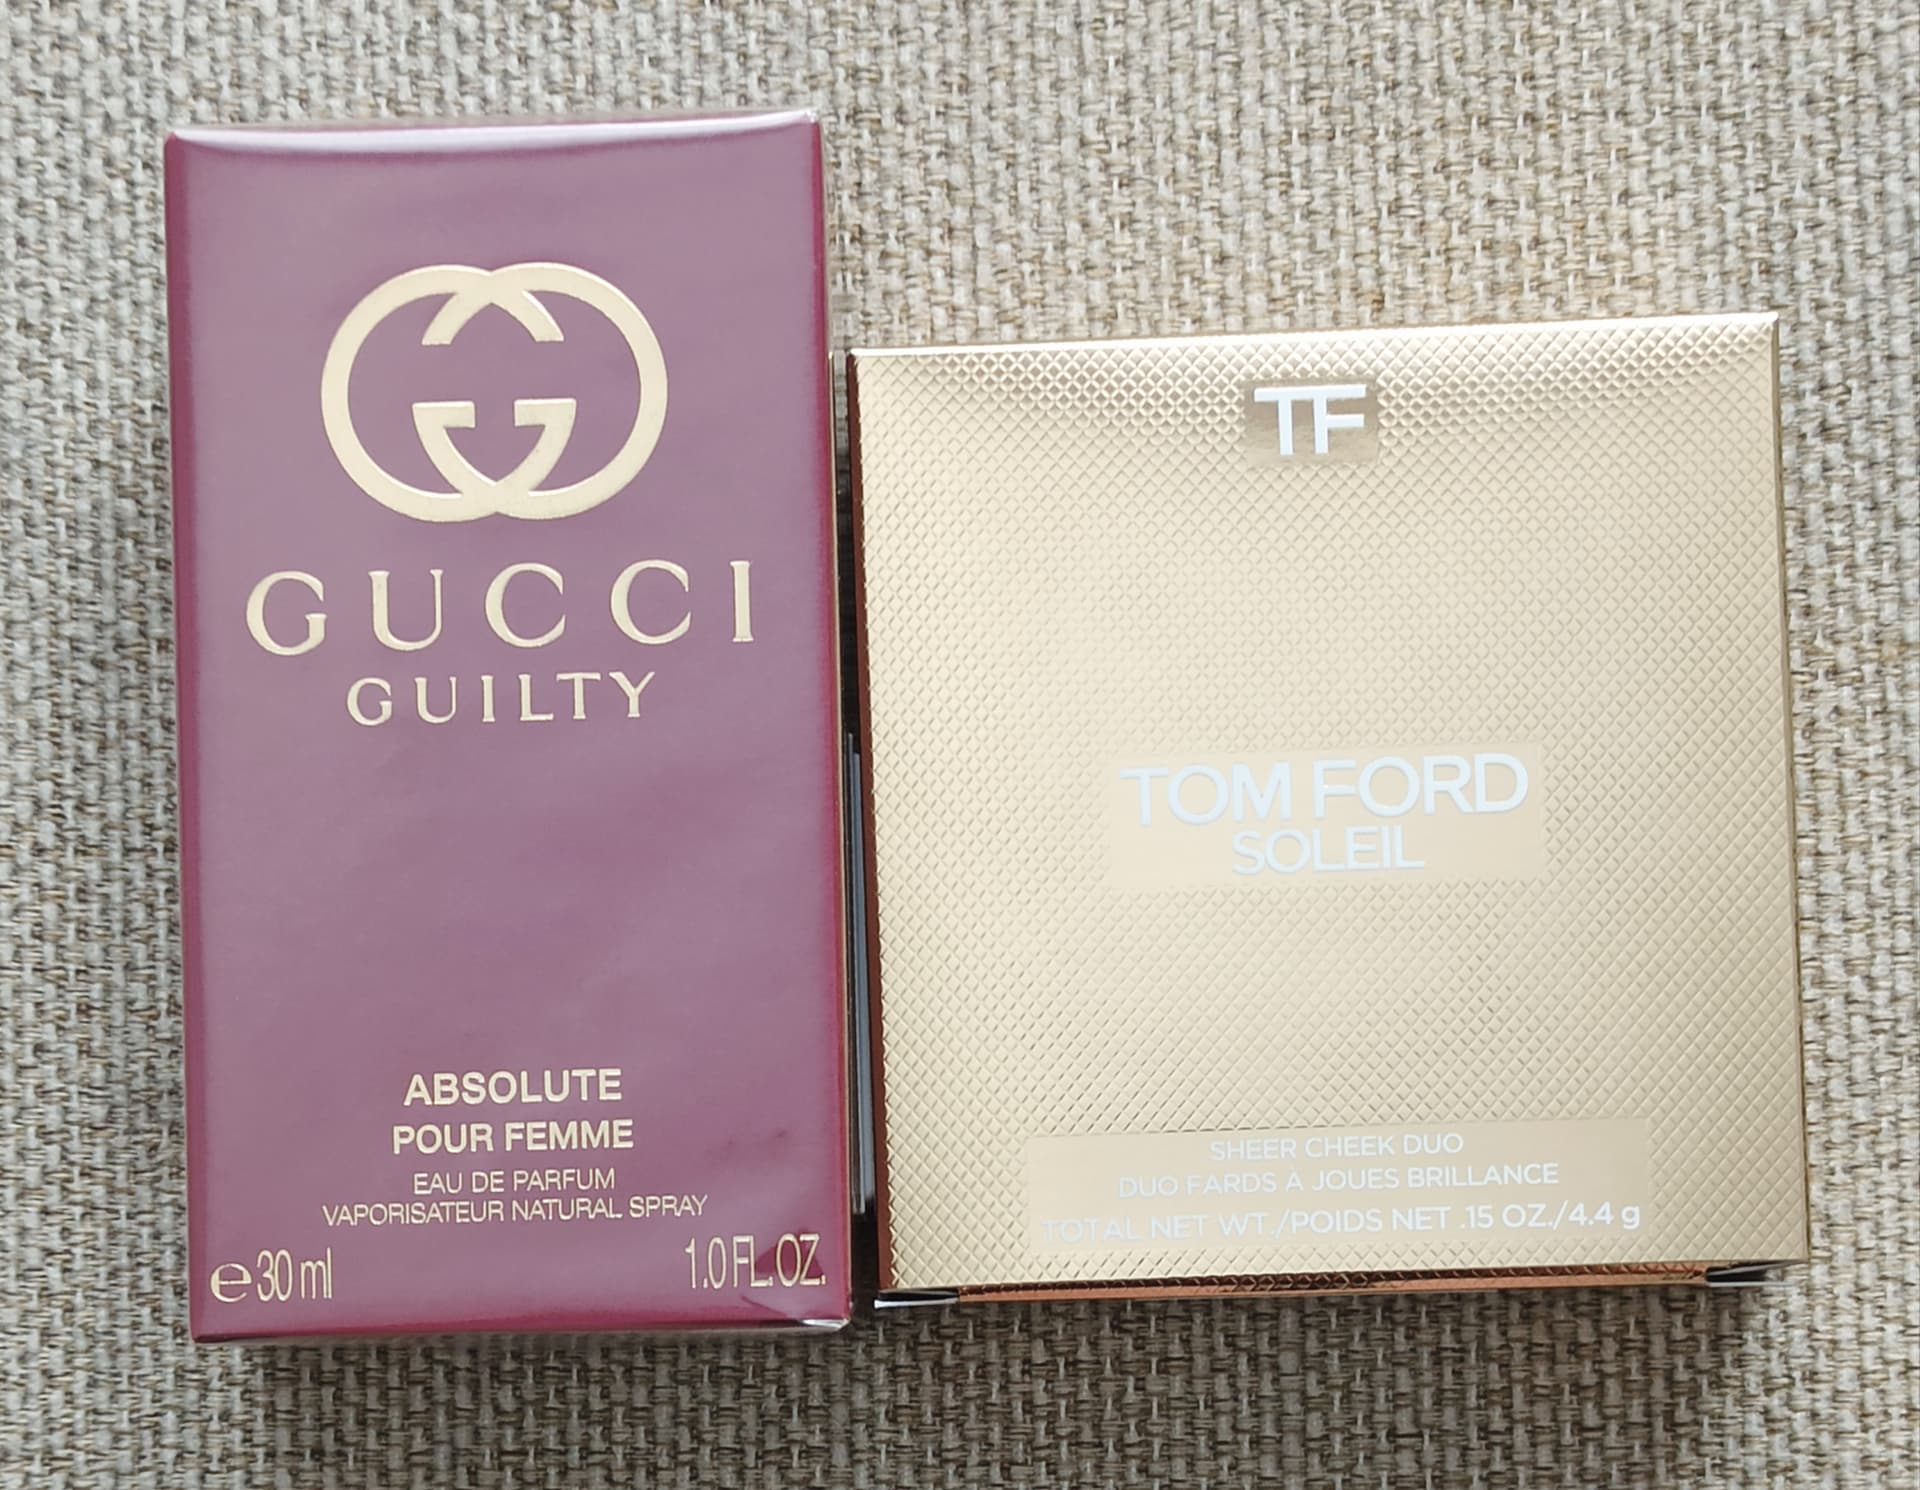 GUCCI
GUILTY
ABSOLUTE
POUR FEMME
EAU DE PARFUM
VAPORISATEUR NATURAL SPRAY
℮30 ml 1.0 FL.OZ.
TF
TOM FORD
SOLEIL
SHEER CHEEK DUO
DUO FARDS À JOUES BRILLANCE
TOTAL NET WT./POIDS NET .15 OZ./4.4 g